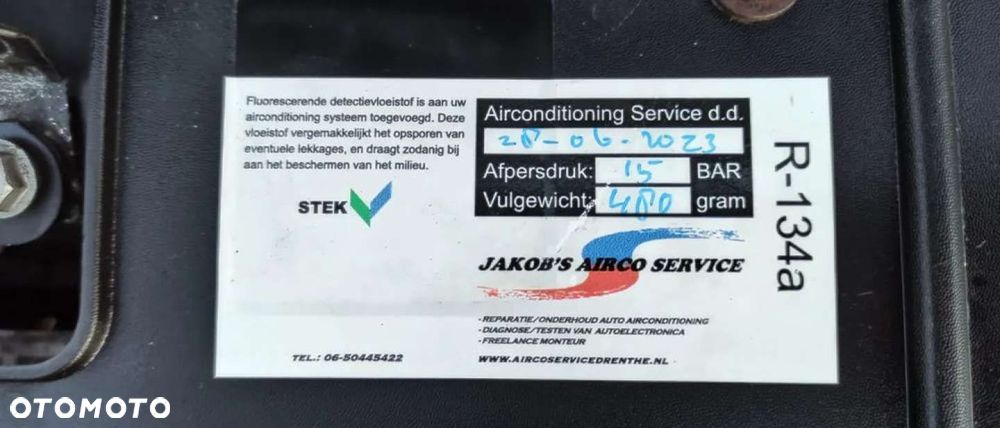 Fluorescerende detectievloeistof is aan uw
airconditioning systeem toegevoegd. Deze
vloeistof vergemakkelijkt het opsporen van
eventuele lekkages, en draagt zodanig bij
aan het beschermen van het milieu.
STEK
Airconditioning Service d.d.
28-06-2023
Afpersdruk: 15 BAR
Vulgewicht: 480 gram
R-134a
JAKOB'S AIRCO SERVICE
- REPARATIE/ONDERHOUD AUTO AIRCONDITIONING
- DIAGNOSE/TESTEN VAN AUTOELECTRONICA
- FREELANCE MONTEUR
TEL.: 06-50445422
WWW.AIRCOSERVICEDRENTHE.NL
OTOMOTO